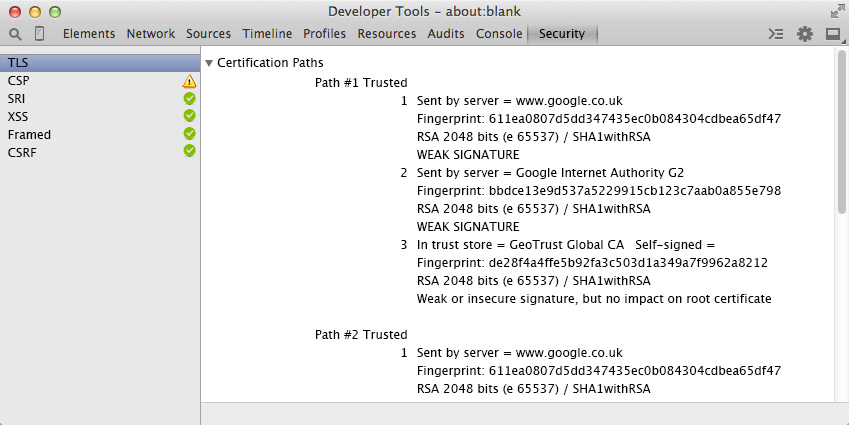 Developer Tools - about:blank
Elements Network Sources Timeline Profiles Resources Audits Console Security
TLS
CSP
SRI
XSS
Framed
CSRF
Certification Paths
Path #1 Trusted
1 Sent by server = www.google.co.uk
Fingerprint: 611ea0807d5dd347435ec0b084304cdbea65df47
RSA 2048 bits (e 65537) / SHA1withRSA
WEAK SIGNATURE
2 Sent by server = Google Internet Authority G2
Fingerprint: bbdce13e9d537a5229915cb123c7aab0a855e798
RSA 2048 bits (e 65537) / SHA1withRSA
WEAK SIGNATURE
3 In trust store = GeoTrust Global CA Self-signed =
Fingerprint: de28f4a4ffe5b92fa3c503d1a349a7f9962a8212
RSA 2048 bits (e 65537) / SHA1withRSA
Weak or insecure signature, but no impact on root certificate
Path #2 Trusted
1 Sent by server = www.google.co.uk
Fingerprint: 611ea0807d5dd347435ec0b084304cdbea65df47
RSA 2048 bits (e 65537) / SHA1withRSA